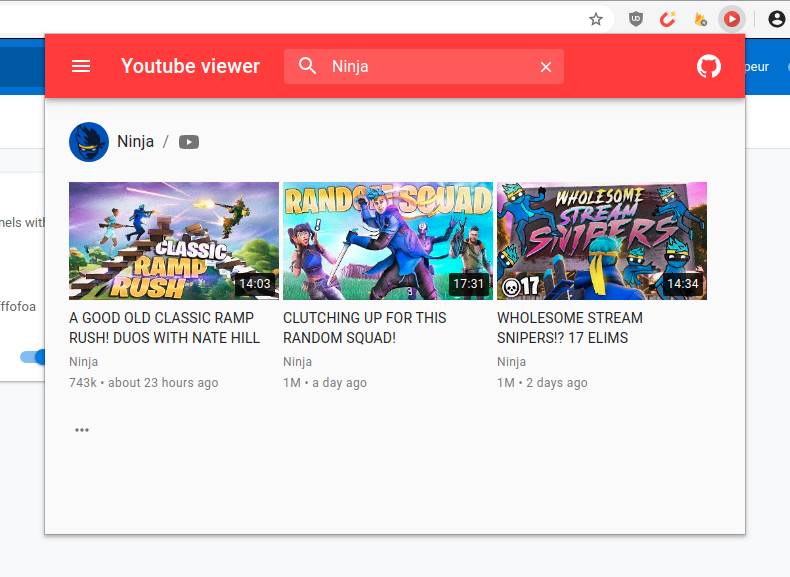 UD
Youtube viewer
Ninja
peur
Ninja /
nels with
fffofoa
CLASSIC
RAMP
RUSH
14:03
RANDOM SQUAD
!
17:31
WHOLESOME
STREAM
SNIPERS
17
14:34
A GOOD OLD CLASSIC RAMP
RUSH! DUOS WITH NATE HILL
Ninja
743k • about 23 hours ago
CLUTCHING UP FOR THIS
RANDOM SQUAD!
Ninja
1M • a day ago
WHOLESOME STREAM
SNIPERS!? 17 ELIMS
Ninja
1M • 2 days ago